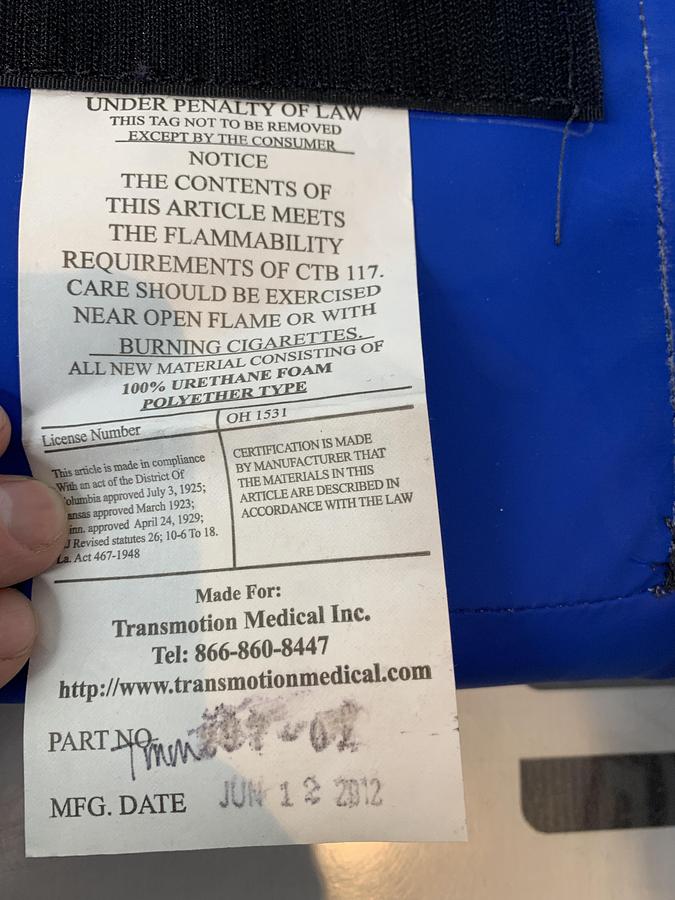 UNDER PENALTY OF LAW
THIS TAG NOT TO BE REMOVED
EXCEPT BY THE CONSUMER
NOTICE
THE CONTENTS OF
THIS ARTICLE MEETS
THE FLAMMABILITY
REQUIREMENTS OF CTB 117.
CARE SHOULD BE EXERCISED
NEAR OPEN FLAME OR WITH
BURNING CIGARETTES.
ALL NEW MATERIAL CONSISTING OF
100% URETHANE FOAM
POLYETHER TYPE
License Number
OH 1531
This article is made in compliance
With an act of the District Of
olumbia approved July 3, 1925;
ansas approved March 1923;
inn. approved April 24, 1929;
J Revised statutes 26; 10-6 To 18.
La. Act 467-1948
CERTIFICATION IS MADE
BY MANUFACTURER THAT
THE MATERIALS IN THIS
ARTICLE ARE DESCRIBED IN
ACCORDANCE WITH THE LAW
Made For:
Transmotion Medical Inc.
Tel: 866-860-8447
http://www.transmotionmedical.com
PART NO.
MFG. DATE JUN 12 2012